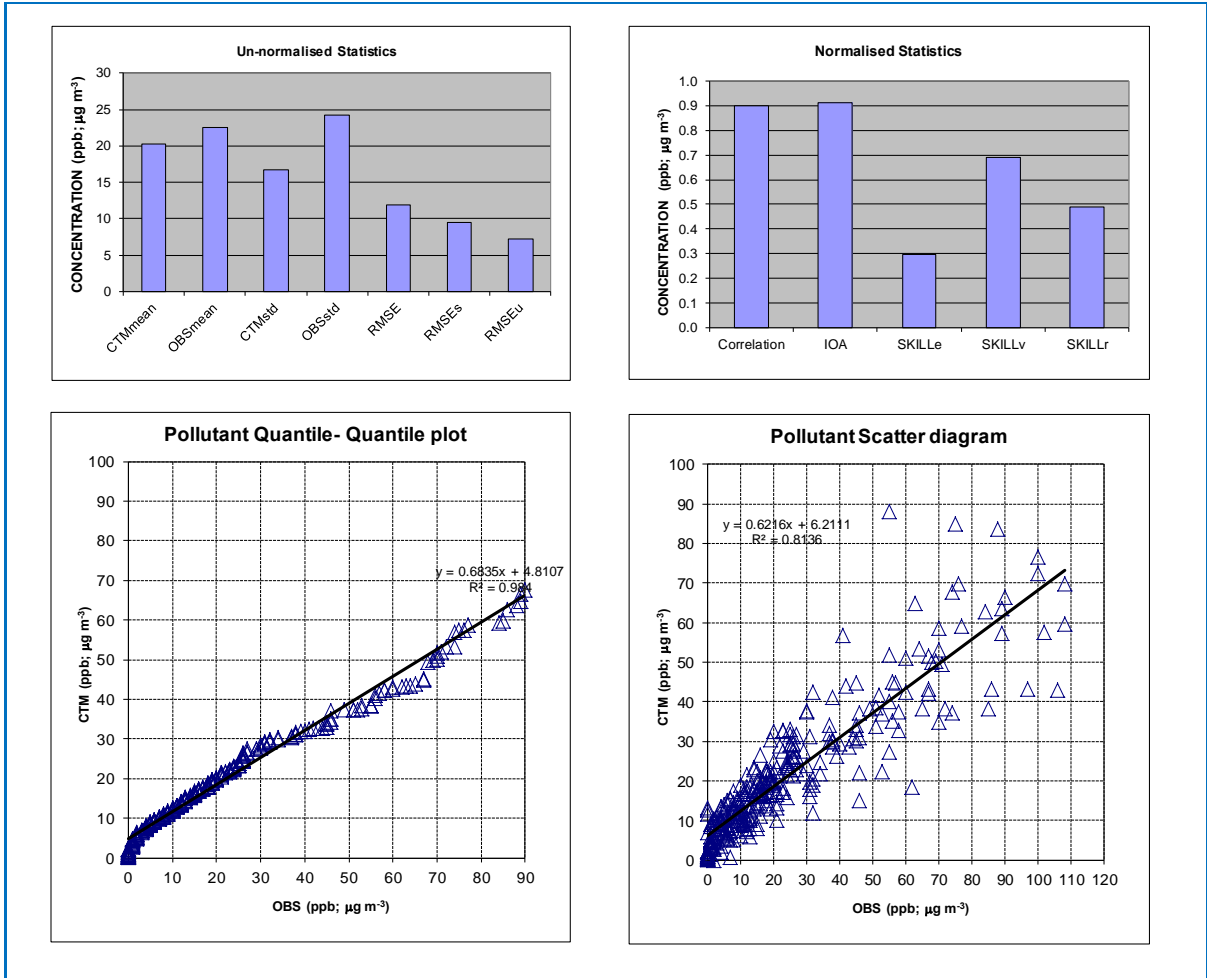 Un-normalised Statistics
CONCENTRATION (ppb; µg m-3)
30
25
20
15
10
5
0
CTMmean
OBSmean
CTMstd
OBSstd
RMSE
RMSEs
RMSEu
Normalised Statistics
CONCENTRATION (ppb; µg m-3)
1.0
0.9
0.8
0.7
0.6
0.5
0.4
0.3
0.2
0.1
0.0
Correlation IOA SKILLe SKILLv SKILLr
Pollutant Quantile- Quantile plot
CTM (ppb; µg m-3)
100
90
80
70
60
50
40
30
20
10
0
y = 0.6835x + 4.8107
R² = 0.984
0 10 20 30 40 50 60 70 80 90
OBS (ppb; µg m-3)
Pollutant Scatter diagram
CTM (ppb; µg m-3)
100
90
80
70
60
50
40
30
20
10
0
y = 0.6216x + 6.2111
R² = 0.8136
0 10 20 30 40 50 60 70 80 90 100 110 120
OBS (ppb; µg m-3)